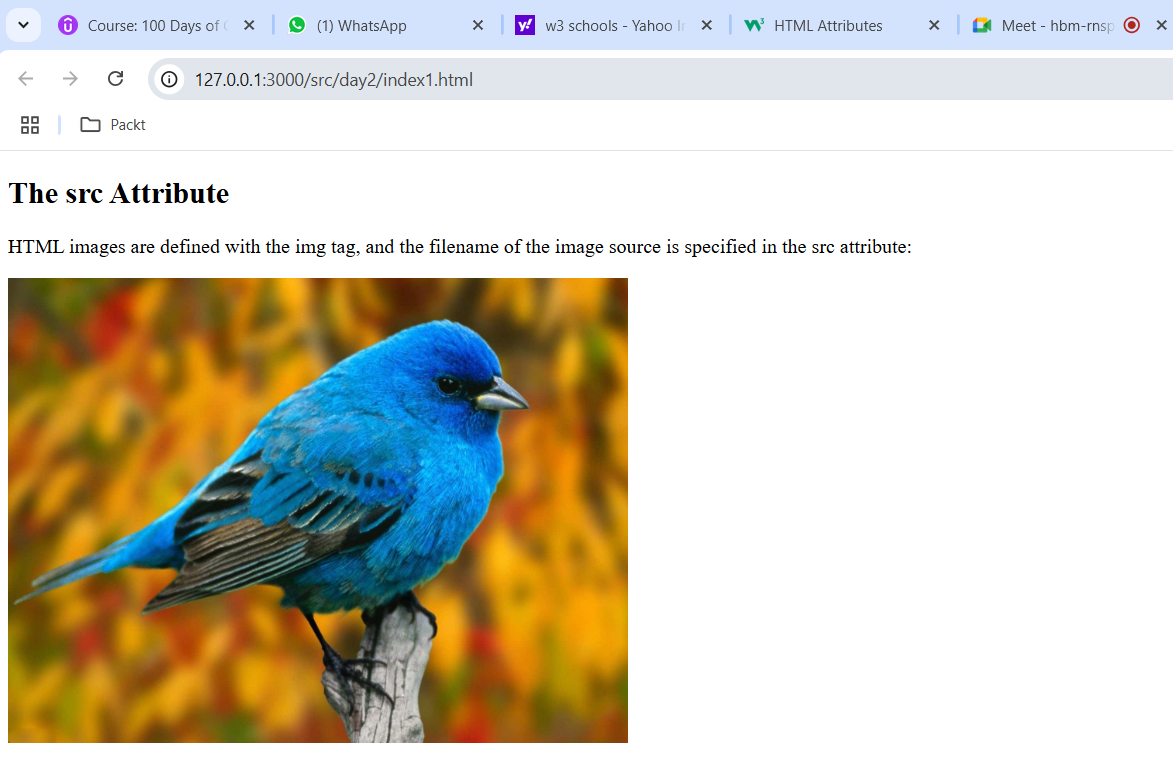 Course: 100 Days of
(1) WhatsApp
w3 schools - Yahoo
HTML Attributes
Meet - hbm-rnsp
127.0.0.1:3000/src/day2/index1.html
Packt
The src Attribute
HTML images are defined with the img tag, and the filename of the image source is specified in the src attribute: